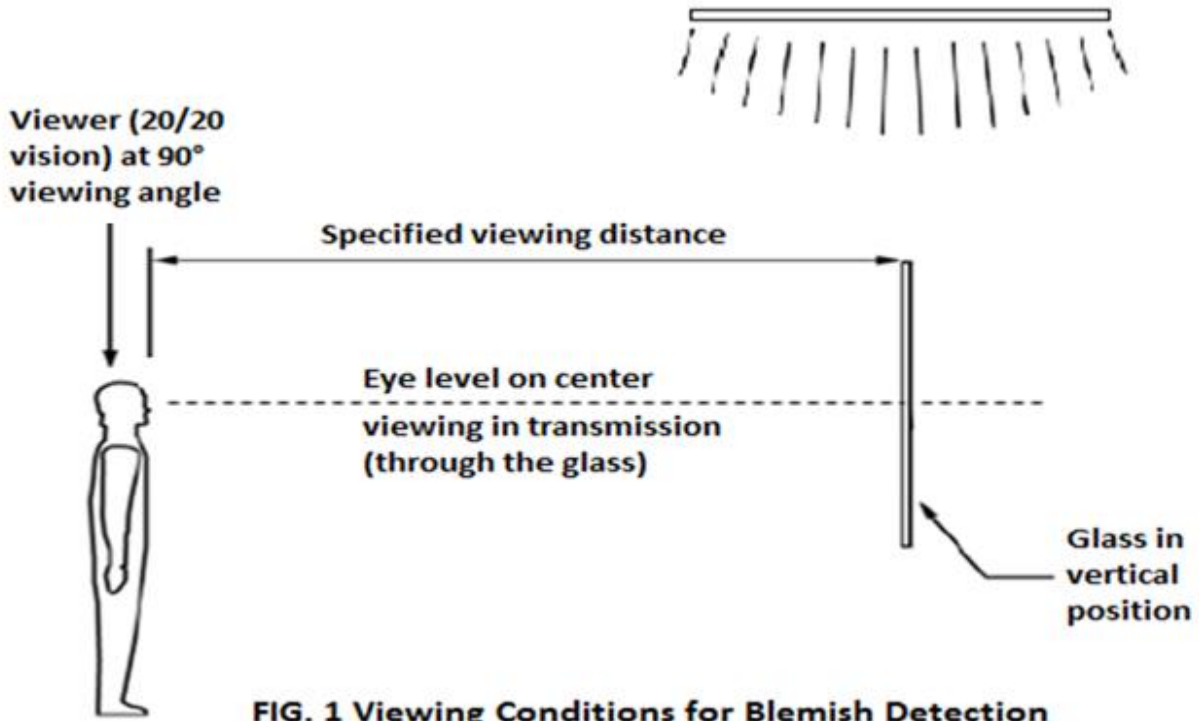 Viewer (20/20
vision) at 90°
viewing angle
Specified viewing distance
Eye level on center
viewing in transmission
(through the glass)
Glass in
vertical
position
FIG. 1 Viewing Conditions for Blemish Detection